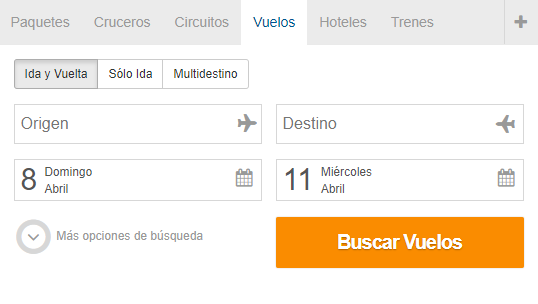 Paquetes Cruceros Circuitos Vuelos Hoteles Trenes +
Ida y Vuelta Sólo Ida Multidestino
Origen Destino
8 Domingo Abril 11 Miércoles Abril
Más opciones de búsqueda Buscar Vuelos